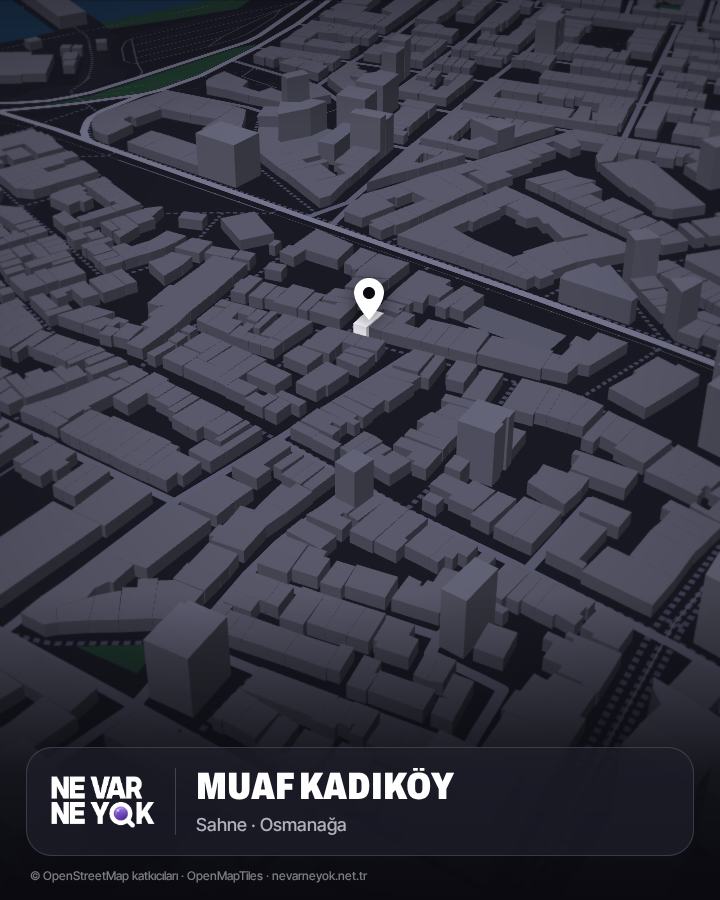 NE VAR
NE YOK
MUAF KADIKÖY
Sahne · Osmanağa
© OpenStreetMap katkıcıları · OpenMapTiles · nevarneyok.net.tr